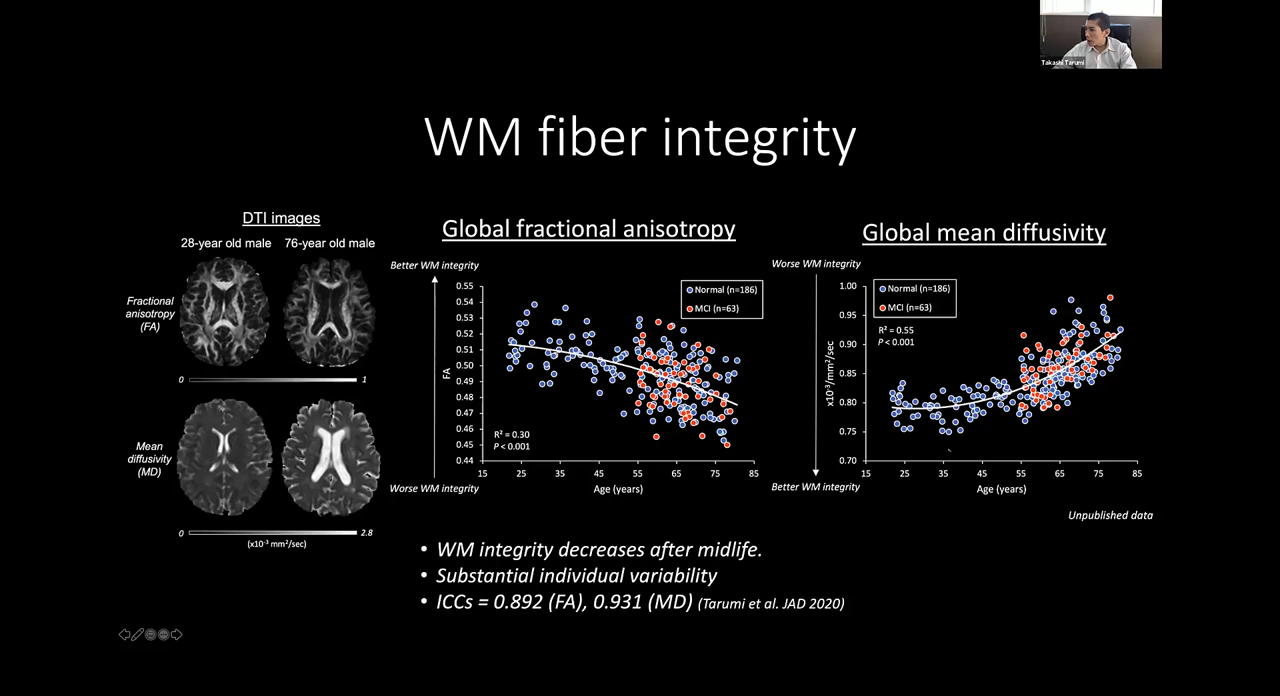 Takashi Tarumi
WM fiber integrity
DTI images
28-year old male
76-year old male
Fractional
anisotropy
(FA)
0
1
Mean
diffusivity
(MD)
0
2.8
(x10⁻³ mm²/sec)
Global fractional anisotropy
Better WM integrity
Worse WM integrity
FA
0.55
0.54
0.53
0.52
0.51
0.50
0.49
0.48
0.47
0.46
0.45
0.44
Normal (n=186)
MCI (n=63)
R² = 0.30
P < 0.001
15 25 35 45 55 65 75 85
Age (years)
Global mean diffusivity
Worse WM integrity
Better WM integrity
x10⁻³/mm²/sec
1.00
0.95
0.90
0.85
0.80
0.75
0.70
Normal (n=186)
MCI (n=63)
R² = 0.55
P < 0.001
15 25 35 45 55 65 75 85
Age (years)
Unpublished data
• WM integrity decreases after midlife.
• Substantial individual variability
• ICCs = 0.892 (FA), 0.931 (MD) (Tarumi et al. JAD 2020)